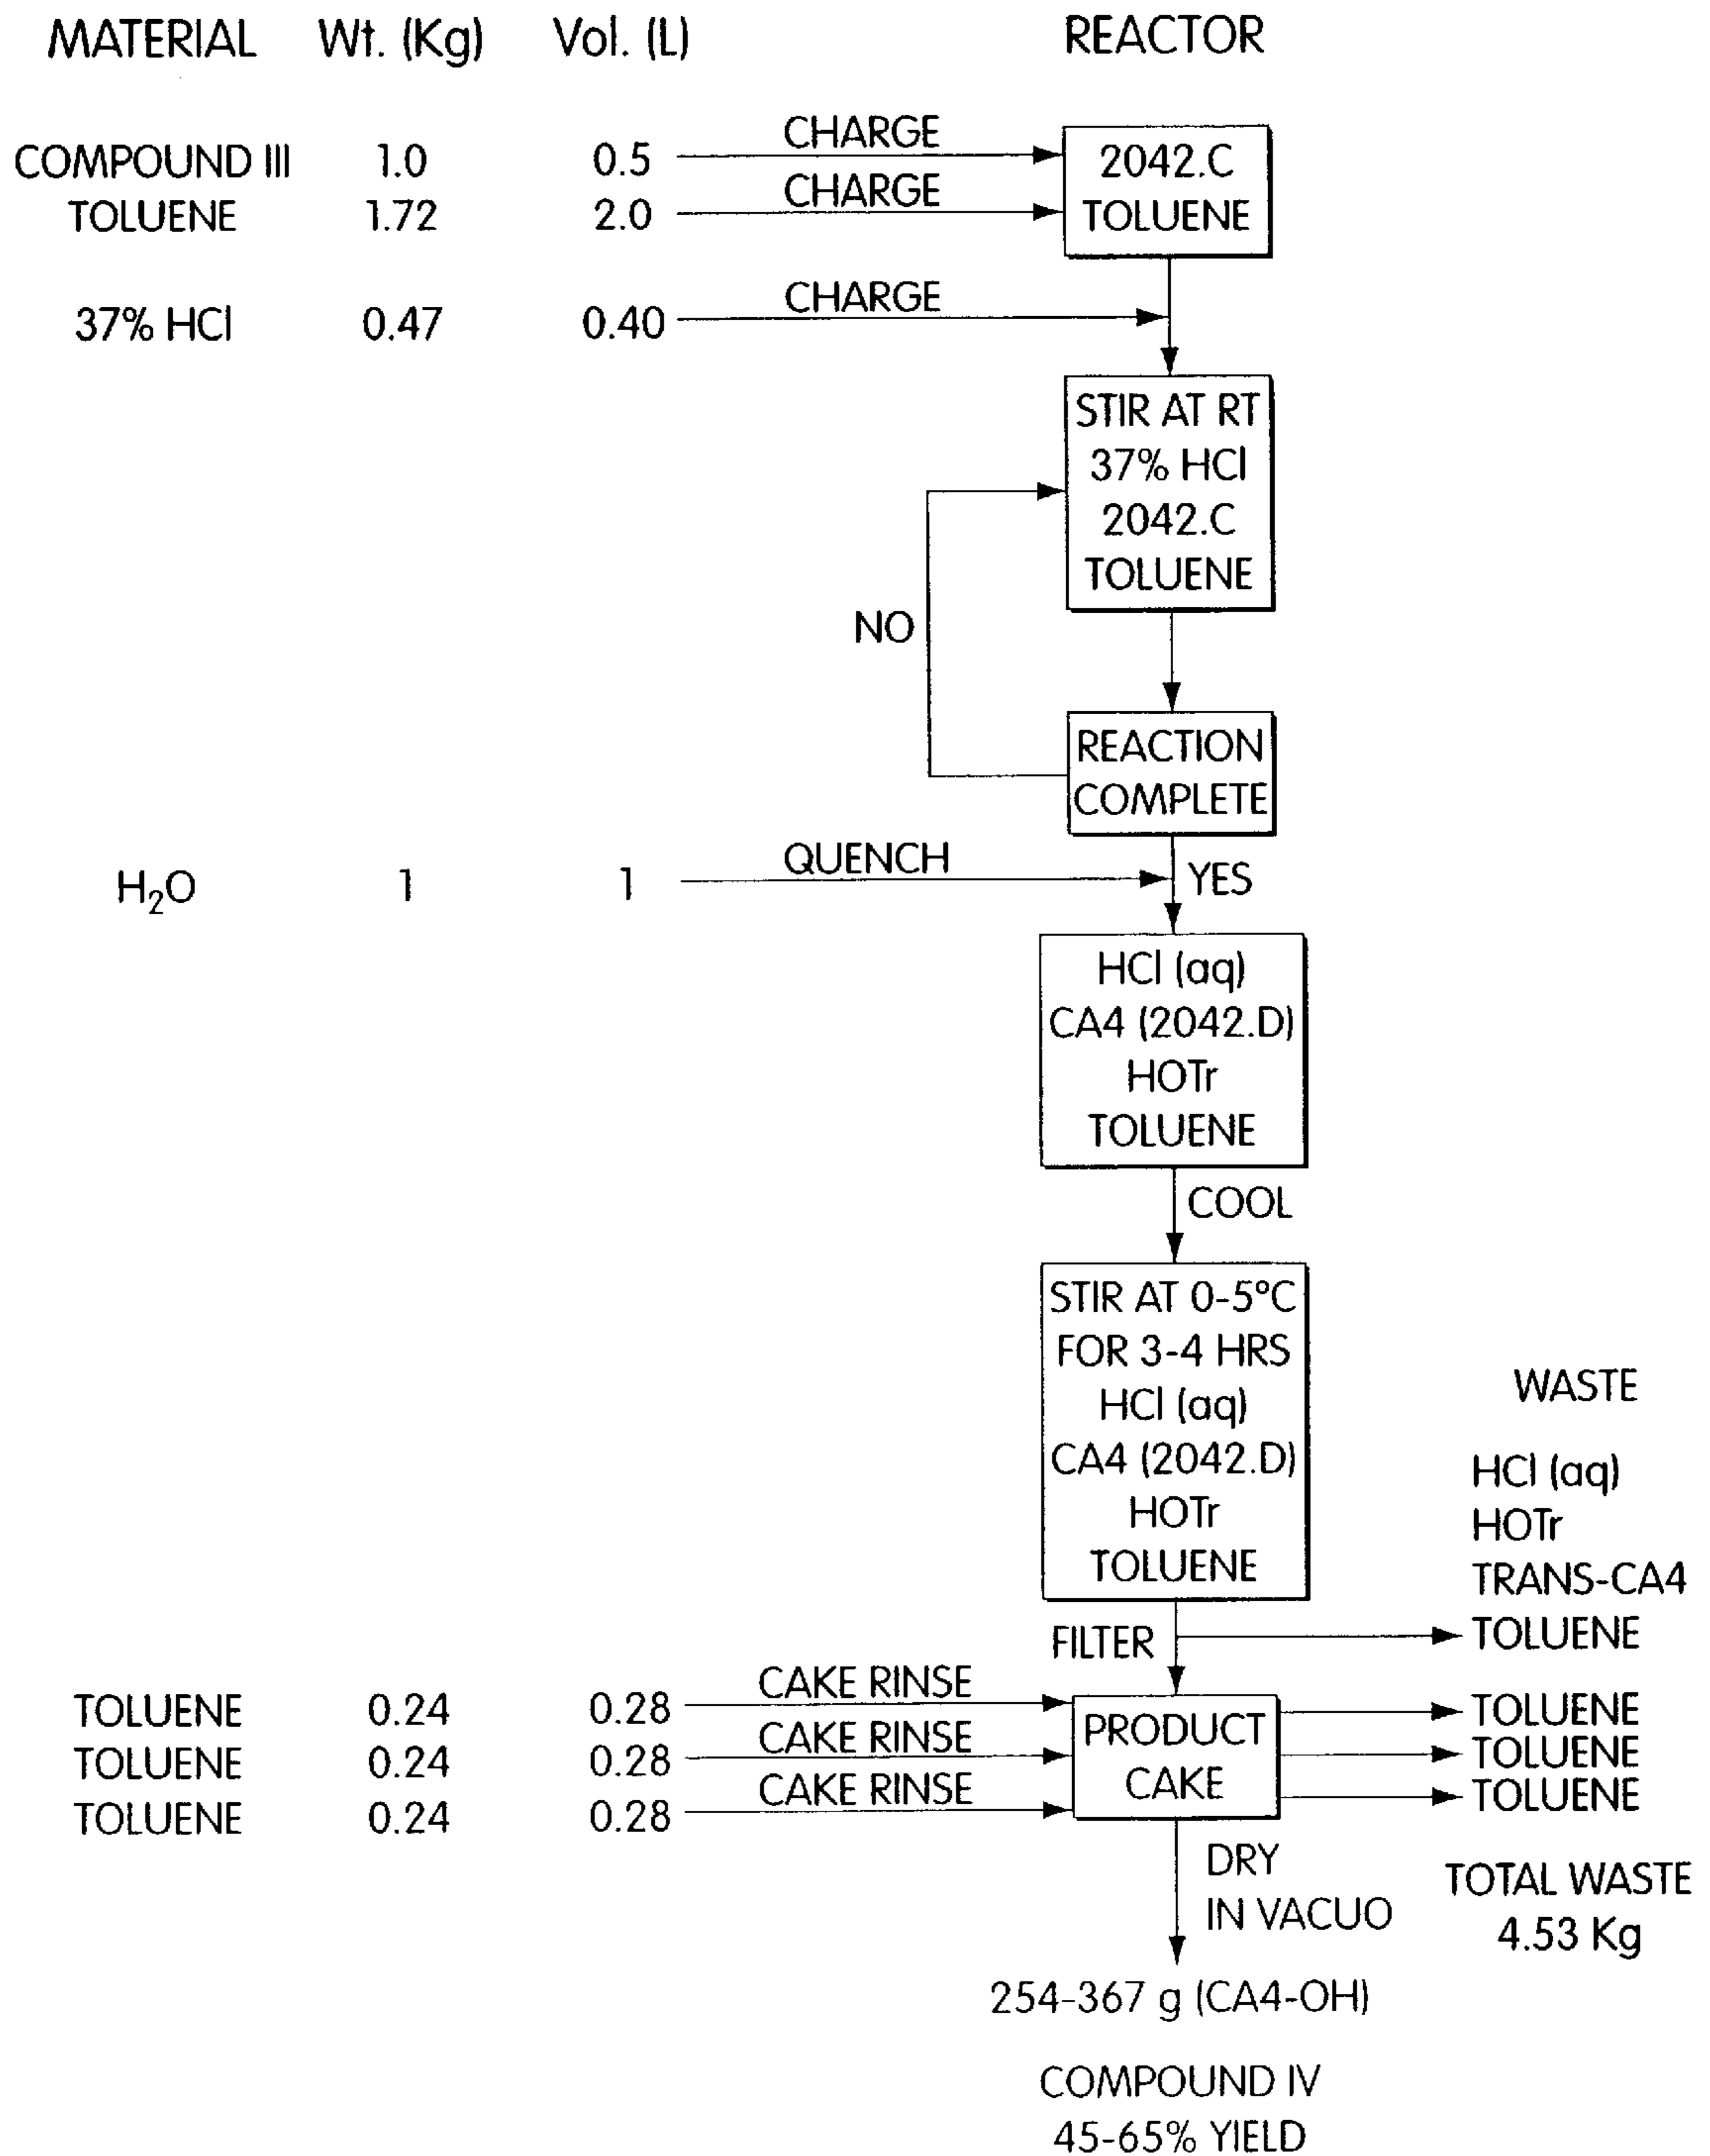 MATERIAL Wt. (Kg) Vol. (L) REACTOR
COMPOUND III 1.0 0.5 CHARGE 2042.C
TOLUENE 1.72 2.0 CHARGE TOLUENE
37% HCl 0.47 0.40 CHARGE
STIR AT RT
37% HCl
2042.C
TOLUENE
NO
REACTION
COMPLETE
H₂O 1 1 QUENCH YES
HCl (aq)
CA4 (2042.D)
HOTr
TOLUENE
COOL
STIR AT 0-5°C
FOR 3-4 HRS
HCl (aq)
CA4 (2042.D)
HOTr
TOLUENE
WASTE
HCl (aq)
HOTr
TRANS-CA4
FILTER TOLUENE
TOLUENE 0.24 0.28 CAKE RINSE TOLUENE
TOLUENE 0.24 0.28 CAKE RINSE TOLUENE
TOLUENE 0.24 0.28 CAKE RINSE TOLUENE
PRODUCT
CAKE
DRY
IN VACUO
TOTAL WASTE
4.53 Kg
254-367 g (CA4-OH)
COMPOUND IV
45-65% YIELD